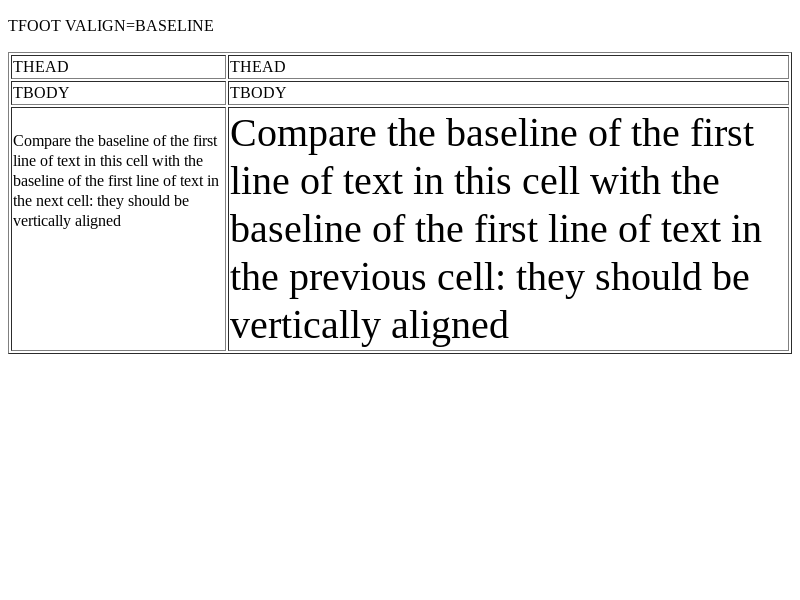 TFOOT VALIGN=BASELINE
THEAD
THEAD
TBODY
TBODY
Compare the baseline of the first
line of text in this cell with the
baseline of the first line of text in
the next cell: they should be
vertically aligned
Compare the baseline of the first
line of text in this cell with the
baseline of the first line of text in
the previous cell: they should be
vertically aligned